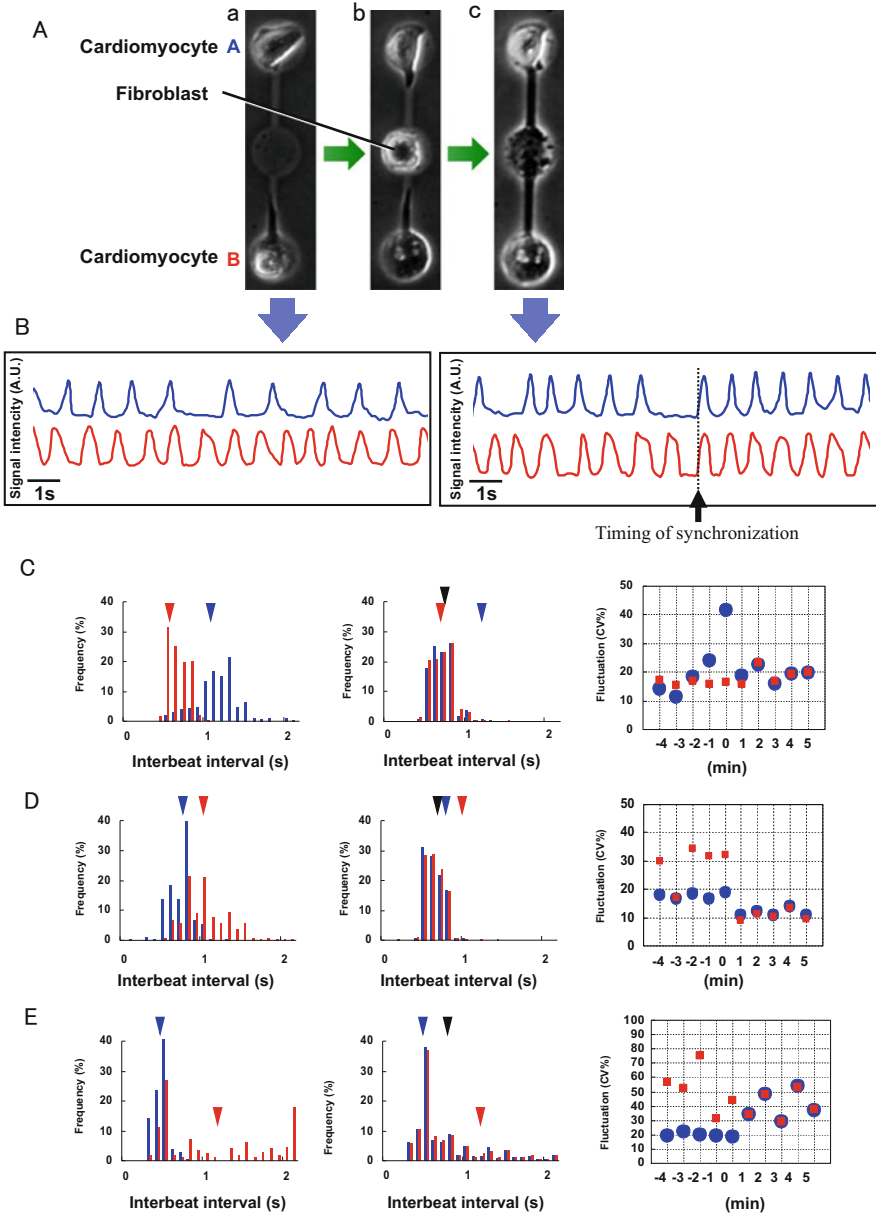 a
b
c
A
Cardiomyocyte A
Fibroblast
Cardiomyocyte B
B
Signal intencity (A.U.)
1s
Signal intencity (A.U.)
1s
Timing of synchronization
C
Frequency (%)
40
30
20
10
0
0
1
2
Interbeat interval (s)
Frequency (%)
40
30
20
10
0
0
1
2
Interbeat interval (s)
Fluctuation (CV%)
50
40
30
20
10
0
-4 -3 -2 -1 0 1 2 3 4 5
(min)
D
Frequency (%)
40
30
20
10
0
0
1
2
Interbeat interval (s)
Frequency (%)
40
30
20
10
0
0
1
2
Interbeat interval (s)
Fluctuation (CV%)
50
40
30
20
10
0
-4 -3 -2 -1 0 1 2 3 4 5
(min)
E
Frequency (%)
40
30
20
10
0
0
1
2
Interbeat interval (s)
Frequency (%)
40
30
20
10
0
0
1
2
Interbeat interval (s)
Fluctuation (CV%)
100
90
80
70
60
50
40
30
20
10
0
-4 -3 -2 -1 0 1 2 3 4 5
(min)